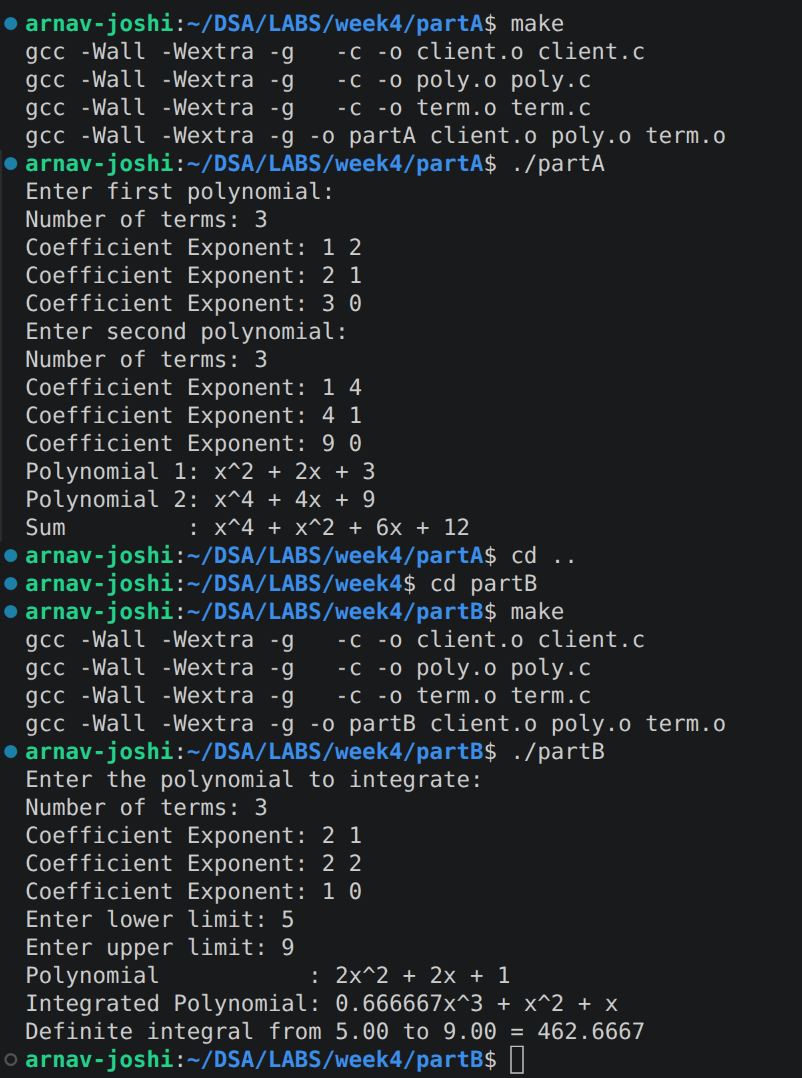 arnav-joshi:~/DSA/LABS/week4/partA$ make
gcc -Wall -Wextra -g   -c -o client.o client.c
gcc -Wall -Wextra -g   -c -o poly.o poly.c
gcc -Wall -Wextra -g   -c -o term.o term.c
gcc -Wall -Wextra -g -o partA client.o poly.o term.o
arnav-joshi:~/DSA/LABS/week4/partA$ ./partA
Enter first polynomial:
Number of terms: 3
Coefficient Exponent: 1 2
Coefficient Exponent: 2 1
Coefficient Exponent: 3 0
Enter second polynomial:
Number of terms: 3
Coefficient Exponent: 1 4
Coefficient Exponent: 4 1
Coefficient Exponent: 9 0
Polynomial 1: x^2 + 2x + 3
Polynomial 2: x^4 + 4x + 9
Sum         : x^4 + x^2 + 6x + 12
arnav-joshi:~/DSA/LABS/week4/partA$ cd ..
arnav-joshi:~/DSA/LABS/week4$ cd partB
arnav-joshi:~/DSA/LABS/week4/partB$ make
gcc -Wall -Wextra -g   -c -o client.o client.c
gcc -Wall -Wextra -g   -c -o poly.o poly.c
gcc -Wall -Wextra -g   -c -o term.o term.c
gcc -Wall -Wextra -g -o partB client.o poly.o term.o
arnav-joshi:~/DSA/LABS/week4/partB$ ./partB
Enter the polynomial to integrate:
Number of terms: 3
Coefficient Exponent: 2 1
Coefficient Exponent: 2 2
Coefficient Exponent: 1 0
Enter lower limit: 5
Enter upper limit: 9
Polynomial           : 2x^2 + 2x + 1
Integrated Polynomial: 0.666667x^3 + x^2 + x
Definite integral from 5.00 to 9.00 = 462.6667
arnav-joshi:~/DSA/LABS/week4/partB$